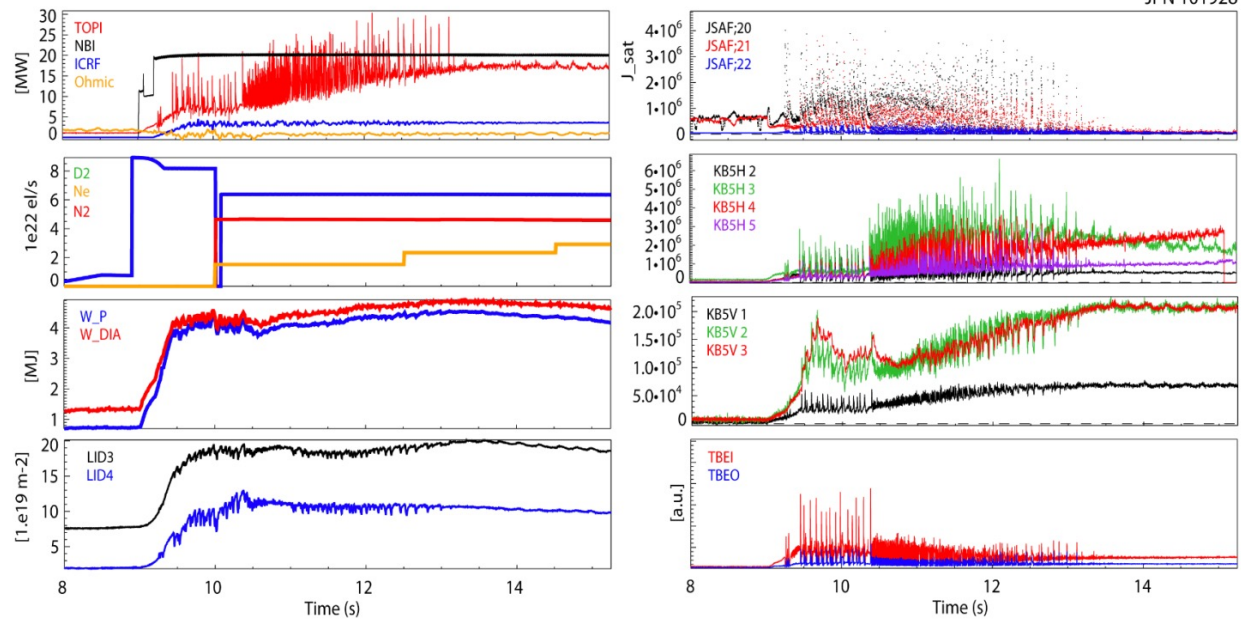 JPN 101928
30
25
20
15
10
5
0
[MW]
TOPI
NBI
ICRF
Ohmic
8
6
4
2
0
1e22 el/s
D2
Ne
N2
4
3
2
1
[MJ]
W_P
W_DIA
20
15
10
5
[1.e19 m-2]
LID3
LID4
8
10
12
14
Time (s)
4•10⁶
3•10⁶
2•10⁶
1•10⁶
0
J_sat
JSAF;20
JSAF;21
JSAF;22
7•10⁶
6•10⁶
5•10⁶
4•10⁶
3•10⁶
2•10⁶
1•10⁶
0
KB5H 2
KB5H 3
KB5H 4
KB5H 5
2.0•10⁵
1.5•10⁵
1.0•10⁵
5.0•10⁴
0
KB5V 1
KB5V 2
KB5V 3
[a.u.]
TBEI
TBEO
8
10
12
14
Time (s)